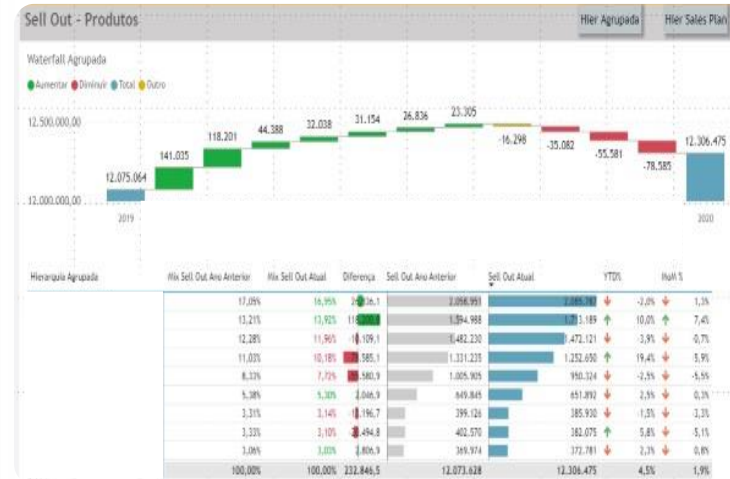 Sell Out - Produtos
Hier Agrupada
Hier Sales Plan
Waterfall Agrupada
Aumentar Diminuir Total Outro
12.500.000,00
12.000.000,00
12.075.064
141.035
118.201
44.388
32.038
31.154
26.836
23.305
-16.298
-35.082
-55.581
-78.585
12.306.475
2019
2020
Hierarquia Agrupada Mix Sell Out Ano Anterior Mix Sell Out Atual Diferença Sell Out Ano Anterior Sell Out Atual YTD% MoM %
17,05% 16,95% 2.058.951 -2,0% 1,3%
13,21% 13,92% 1.594.988 10,0% 7,4%
12,28% 11,96% 1.482.230 1.472.121 -3,9% -0,7%
11,03% 10,18% 1.331.235 1.252.650 19,4% 5,9%
8,33% 7,72% 1.005.905 950.324 -2,5% -5,5%
5,38% 5,30% 2.046,9 649.845 651.892 2,5% 0,3%
3,31% 3,14% 399.126 385.930 -1,5% -3,3%
3,33% 3,10% 402.570 382.075 5,8% -5,1%
3,06% 3,03% 2.806,9 369.974 372.781 2,3% 0,8%
100,00% 100,00% 232.846,5 12.073.628 12.306.475 4,5% 1,9%